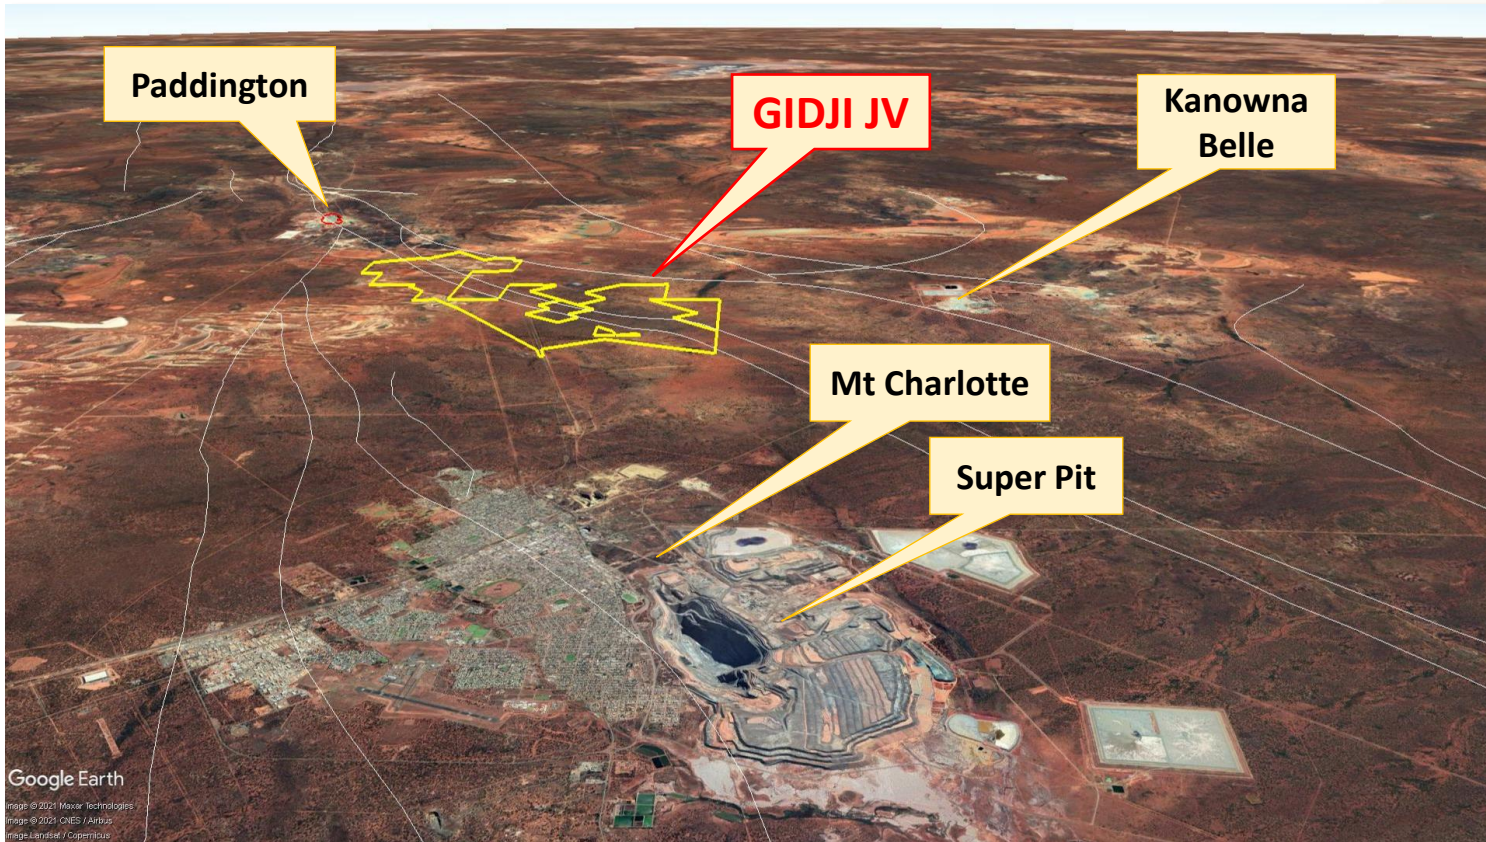 Paddington
GIDJI JV
Kanowna
Belle
Mt Charlotte
Super Pit
Google Earth
Image © 2021 Maxar Technologies
Image © 2021 CNES / Airbus
Image Landsat / Copernicus